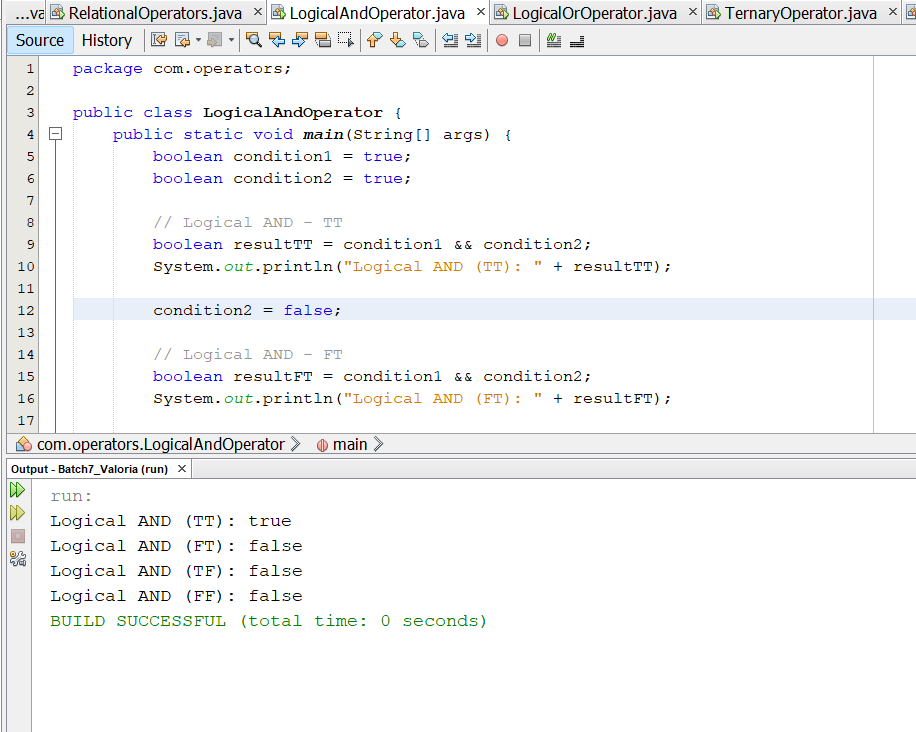 ...va RelationalOperators.java LogicalAndOperator.java LogicalOrOperator.java TernaryOperator.java
Source History
1 package com.operators;
2
3 public class LogicalAndOperator {
4 public static void main(String[] args) {
5 boolean condition1 = true;
6 boolean condition2 = true;
7
8 // Logical AND - TT
9 boolean resultTT = condition1 && condition2;
10 System.out.println("Logical AND (TT): " + resultTT);
11
12 condition2 = false;
13
14 // Logical AND - FT
15 boolean resultFT = condition1 && condition2;
16 System.out.println("Logical AND (FT): " + resultFT);
17
com.operators.LogicalAndOperator main
Output - Batch7_Valoria (run)
run:
Logical AND (TT): true
Logical AND (FT): false
Logical AND (TF): false
Logical AND (FF): false
BUILD SUCCESSFUL (total time: 0 seconds)